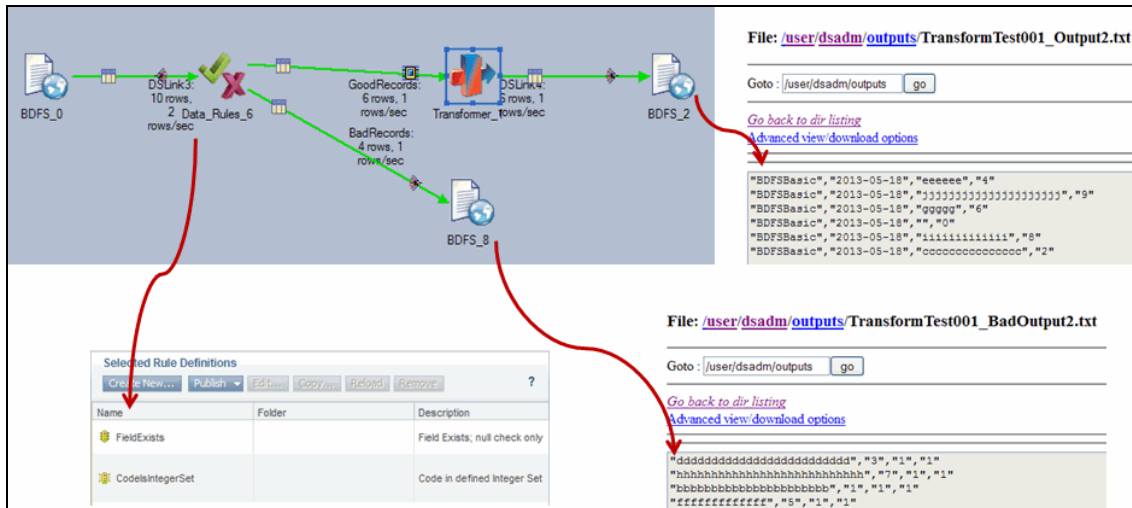 BDFS_0
DSLink3:
10 rows,
2
rows/sec
Data_Rules_6
GoodRecords:
6 rows, 1
rows/sec
BadRecords:
4 rows, 1
rows/sec
Transformer_1
DSLink4:
rows, 1
rows/sec
BDFS_2
BDFS_8
File: /user/dsadm/outputs/TransformTest001_Output2.txt
Goto : /user/dsadm/outputs go
Go back to dir listing
Advanced view/download options
"BDFSBasic","2013-05-18","eeeeee","4"
"BDFSBasic","2013-05-18","jjjjjjjjjjjjjjjjjjjjjj","9"
"BDFSBasic","2013-05-18","ggggg","6"
"BDFSBasic","2013-05-18","","0"
"BDFSBasic","2013-05-18","iiiiiiiiiiiii","8"
"BDFSBasic","2013-05-18","ccccccccccccccc","2"
Selected Rule Definitions
Create New... Publish Edit... Copy... Reload Remove ?
Name Folder Description
FieldExists Field Exists; null check only
CodeIsIntegerSet Code in defined Integer Set
File: /user/dsadm/outputs/TransformTest001_BadOutput2.txt
Goto : /user/dsadm/outputs go
Go back to dir listing
Advanced view/download options
"dddddddddddddddddddddddddd","3","1","1"
"hhhhhhhhhhhhhhhhhhhhhhhhhhhh","7","1","1"
"bbbbbbbbbbbbbbbbbbbbbbb","1","1","1"
"ffffffffffffff","5","1","1"